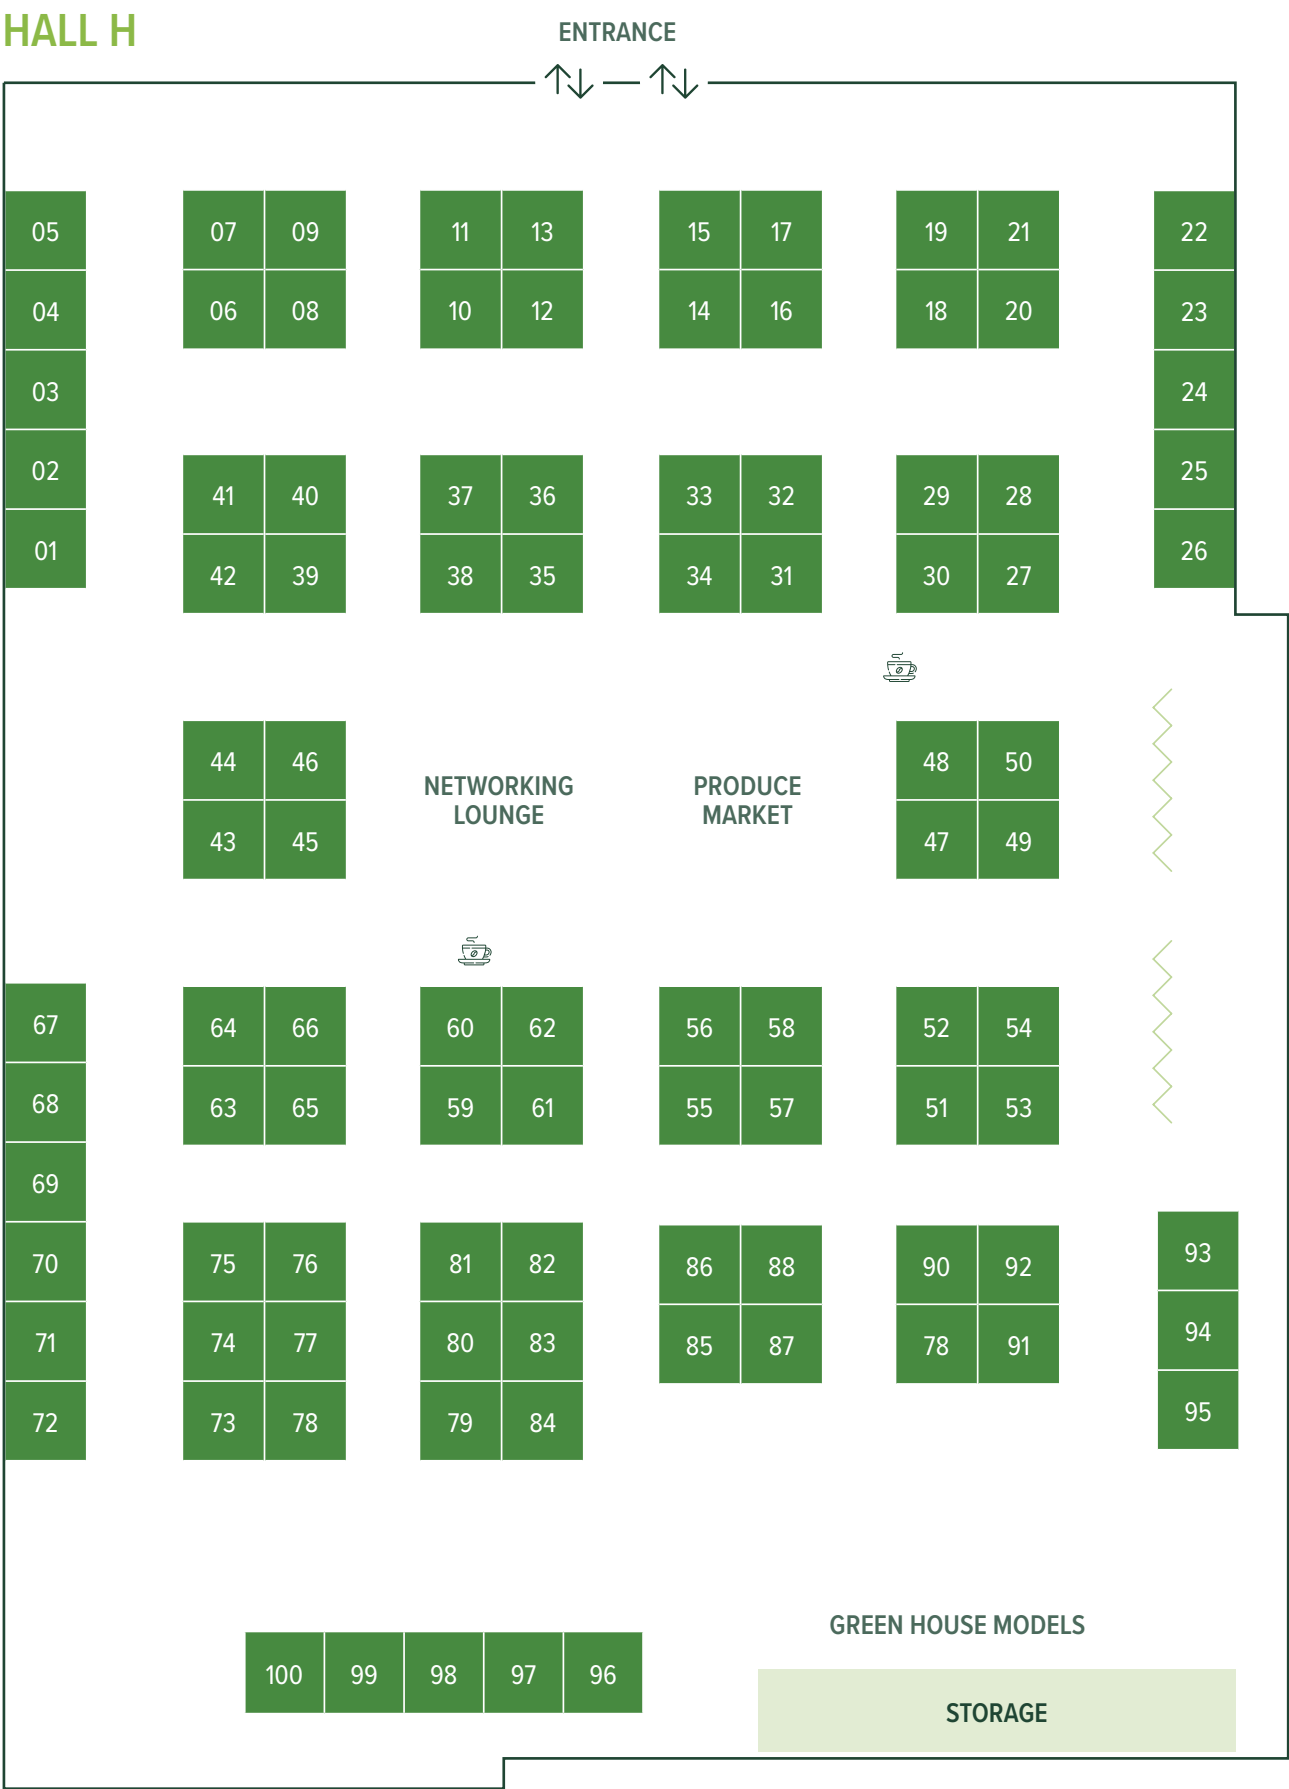 HALL H
ENTRANCE
05 07 09 11 13 15 17 19 21 22
04 06 08 10 12 14 16 18 20 23
03 24
02 41 40 37 36 33 32 29 28 25
01 42 39 38 35 34 31 30 27 26
44 46 48 50
NETWORKING
LOUNGE
PRODUCE
MARKET
43 45 47 49
67 64 66 60 62 56 58 52 54
68 63 65 59 61 55 57 51 53
69
70 75 76 81 82 86 88 90 92 93
71 74 77 80 83 85 87 78 91 94
72 73 78 79 84 95
GREEN HOUSE MODELS
100 99 98 97 96
STORAGE